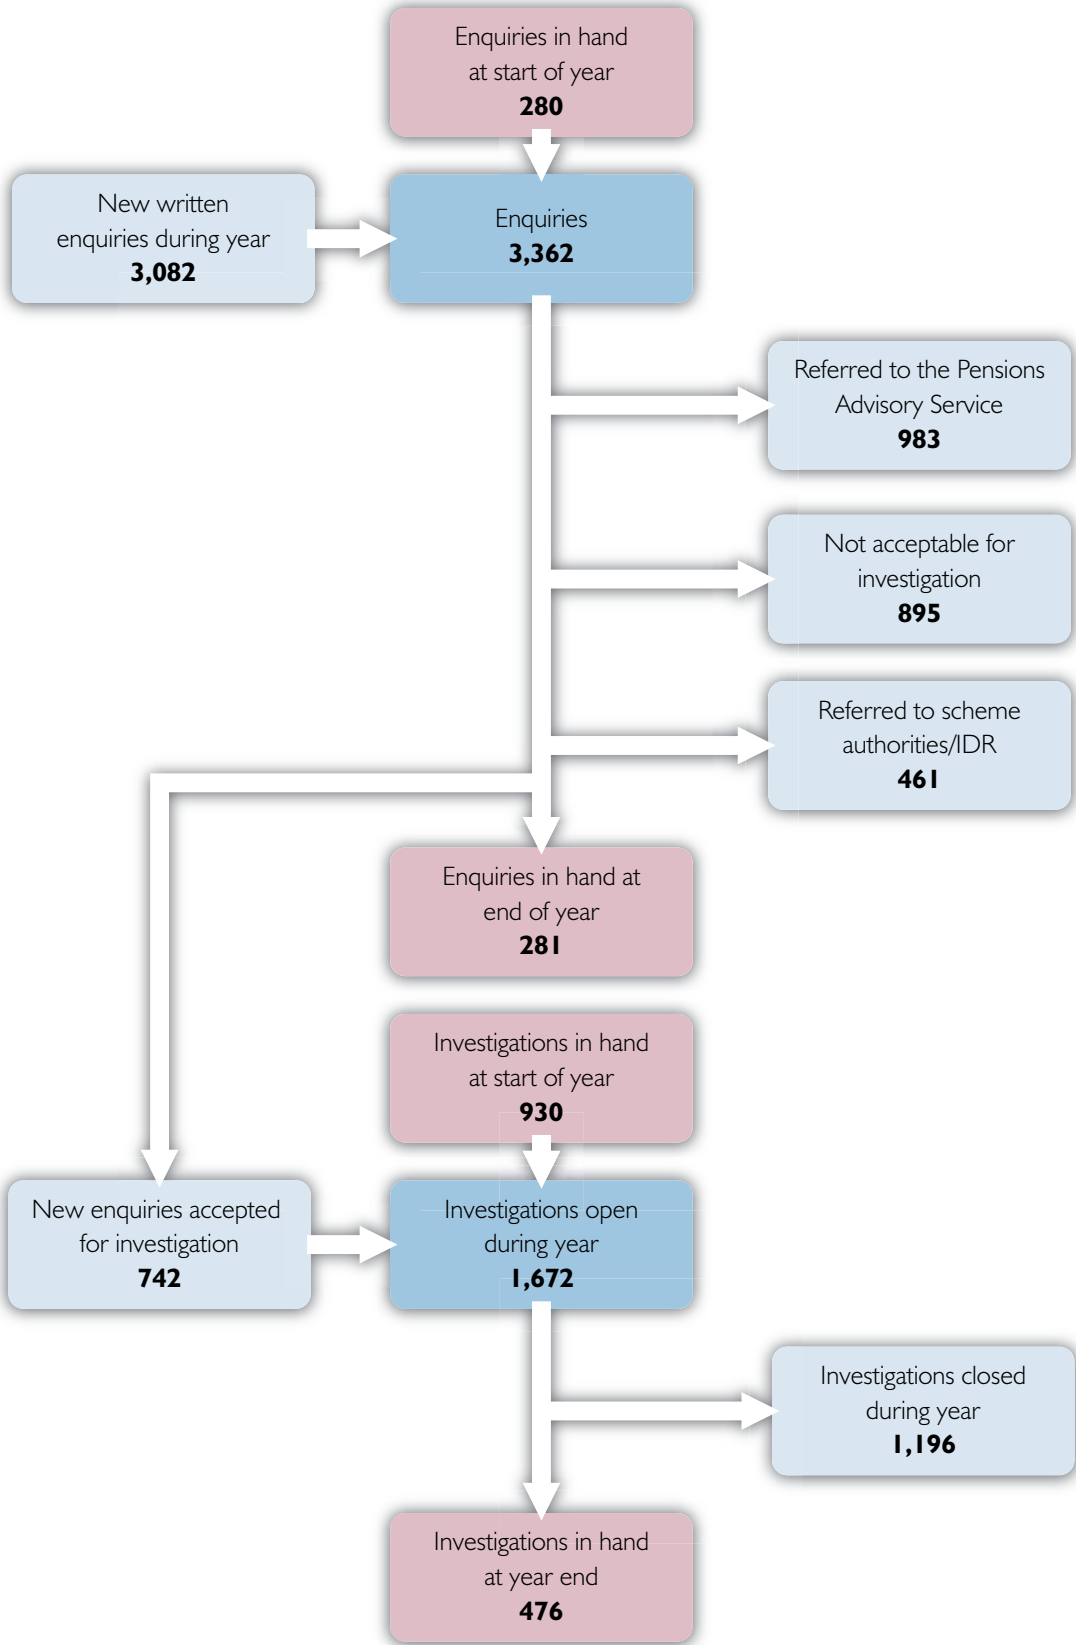 Enquiries in hand
at start of year
280
New written
enquiries during year
3,082
Enquiries
3,362
Referred to the Pensions
Advisory Service
983
Not acceptable for
investigation
895
Referred to scheme
authorities/IDR
461
Enquiries in hand at
end of year
281
Investigations in hand
at start of year
930
New enquiries accepted
for investigation
742
Investigations open
during year
1,672
Investigations closed
during year
1,196
Investigations in hand
at year end
476